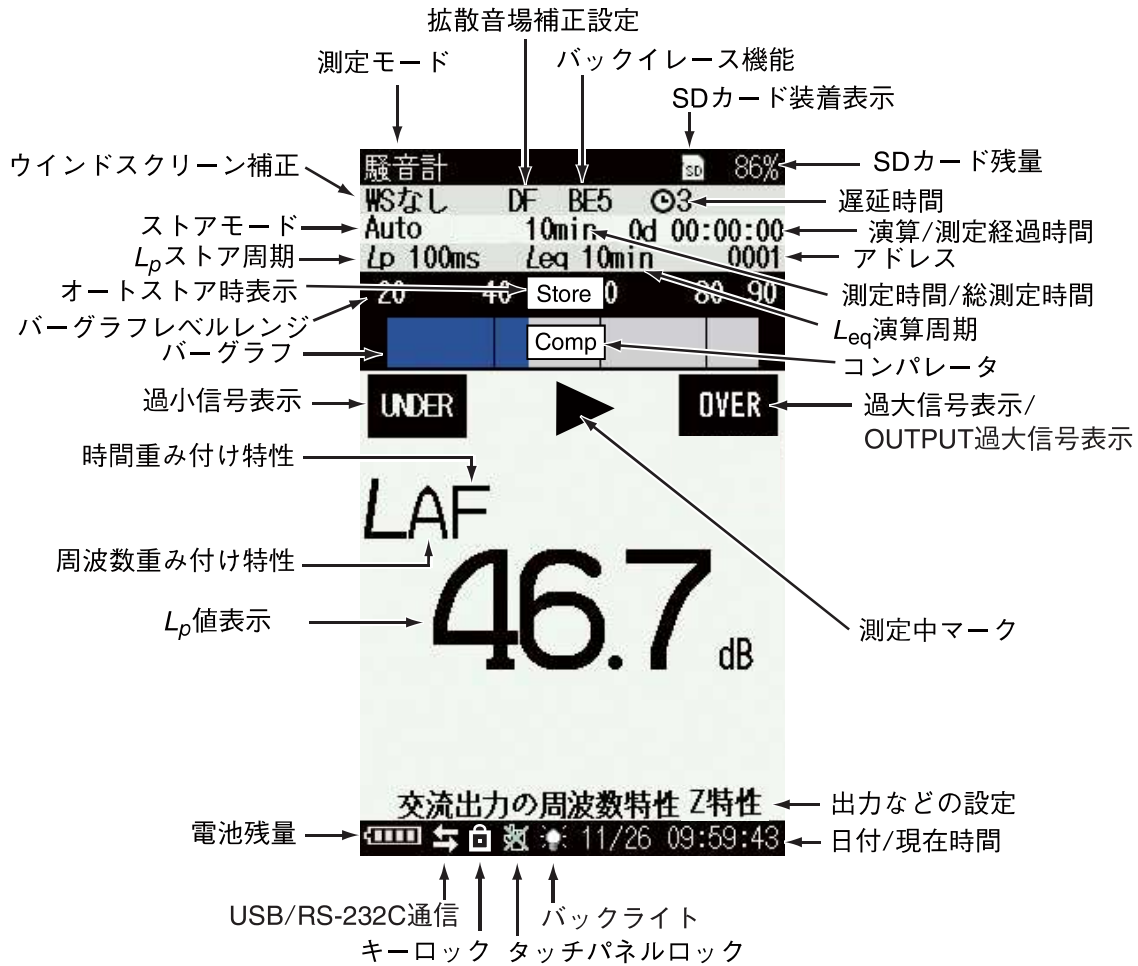 拡散音場補正設定
測定モード
バックイレース機能
SDカード装着表示
ウインドスクリーン補正
騒音計 SD 86%
SDカード残量
WSなし DF BE5 3
遅延時間
ストアモード
Auto 10min 0d 00:00:00
演算/測定経過時間
Lpストア周期
Lp 100ms Leq 10min 0001
アドレス
オートストア時表示
20 40 Store 0 80 90
測定時間/総測定時間
バーグラフレベルレンジ
Leq演算周期
バーグラフ
Comp
コンパレータ
過小信号表示
UNDER OVER
過大信号表示/
OUTPUT過大信号表示
時間重み付け特性
LAF
周波数重み付け特性
Lp値表示
46.7 dB
測定中マーク
交流出力の周波数特性 Z特性
出力などの設定
電池残量
11/26 09:59:43
日付/現在時間
USB/RS-232C通信
バックライト
キーロック
タッチパネルロック